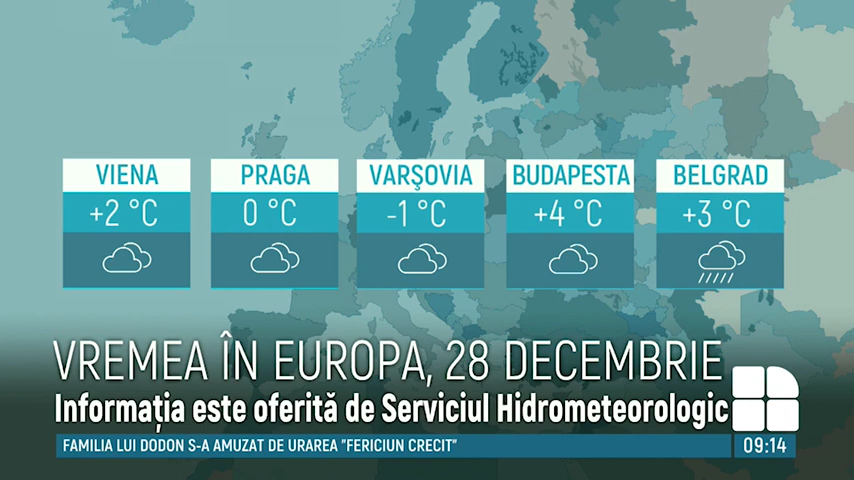 VIENA
+2 °C
PRAGA
0 °C
VARŞOVIA
-1 °C
BUDAPESTA
+4 °C
BELGRAD
+3 °C
VREMEA ÎN EUROPA, 28 DECEMBRIE
Informația este oferită de Serviciul Hidrometeorologic
FAMILIA LUI DODON S-A AMUZAT DE URAREA "FERICIUN CRECIT"
09:14